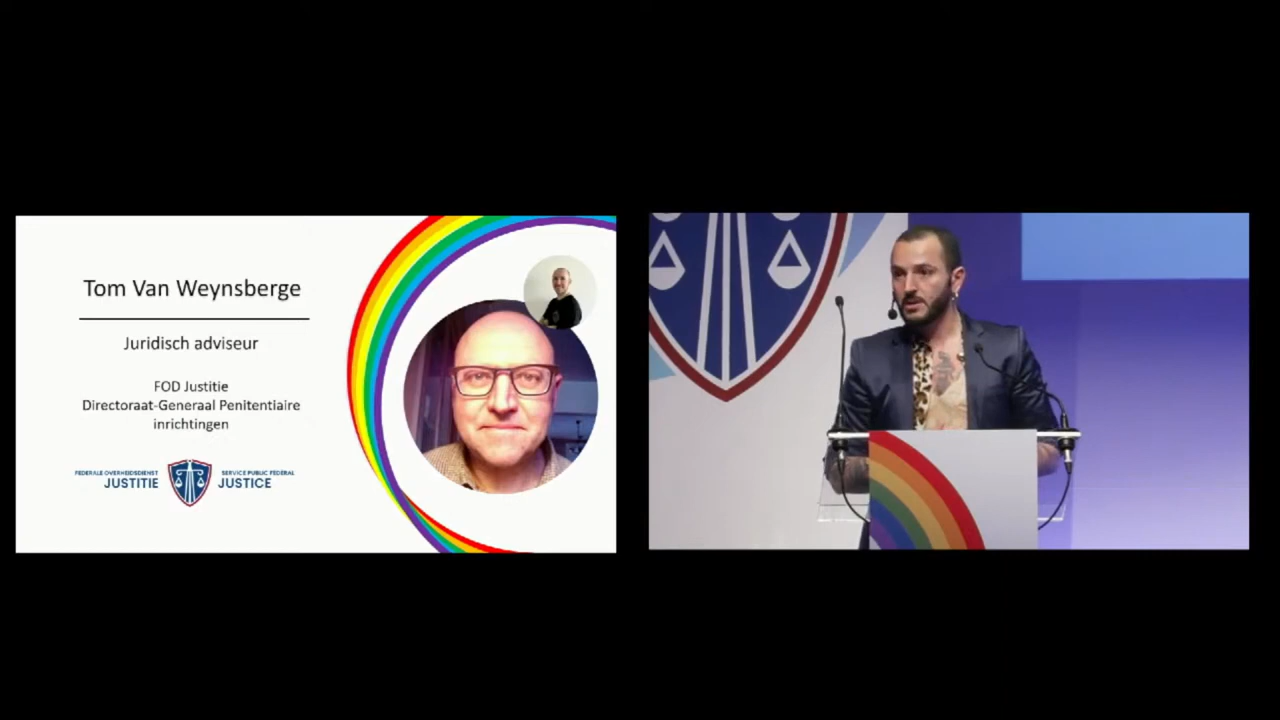 Tom Van Weynsberge
Juridisch adviseur
FOD Justitie
Directoraat-Generaal Penitentiaire
inrichtingen
FEDERALE OVERHEIDSDIENST
JUSTITIE
SERVICE PUBLIC FEDERAL
JUSTICE